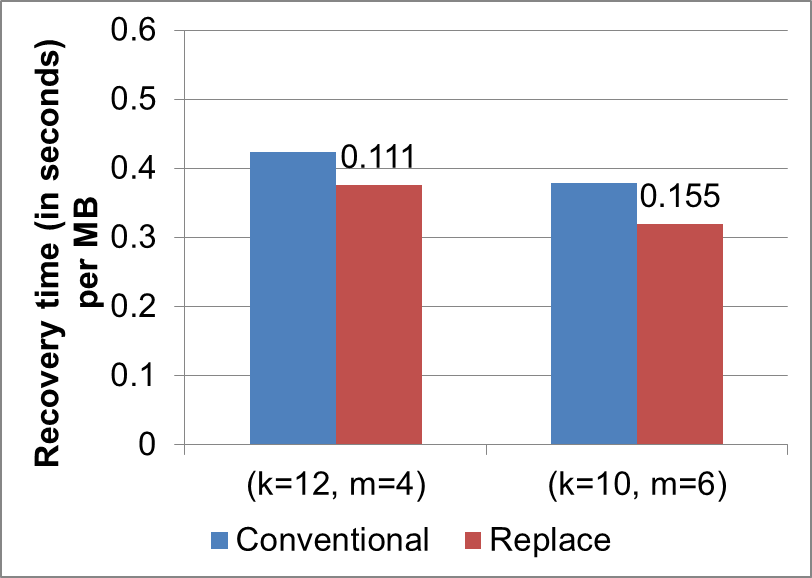 Recovery time (in seconds)
per MB
0.6
0.5
0.4
0.3
0.2
0.1
0
0.111
0.155
(k=12, m=4)
(k=10, m=6)
Conventional
Replace